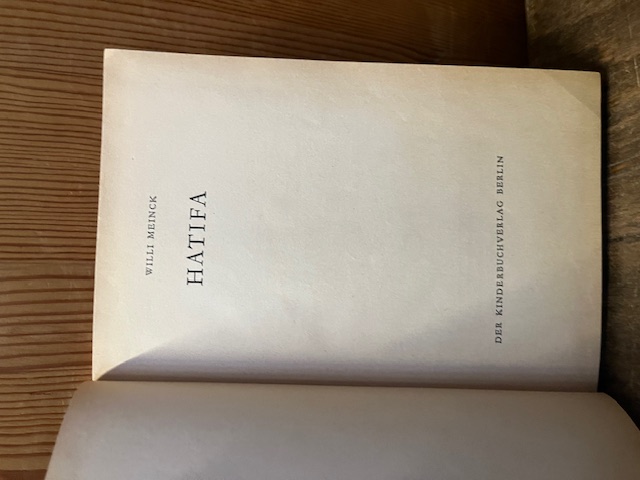 WILLI MEINCK
HATIFA
DER KINDERBUCHVERLAG BERLIN